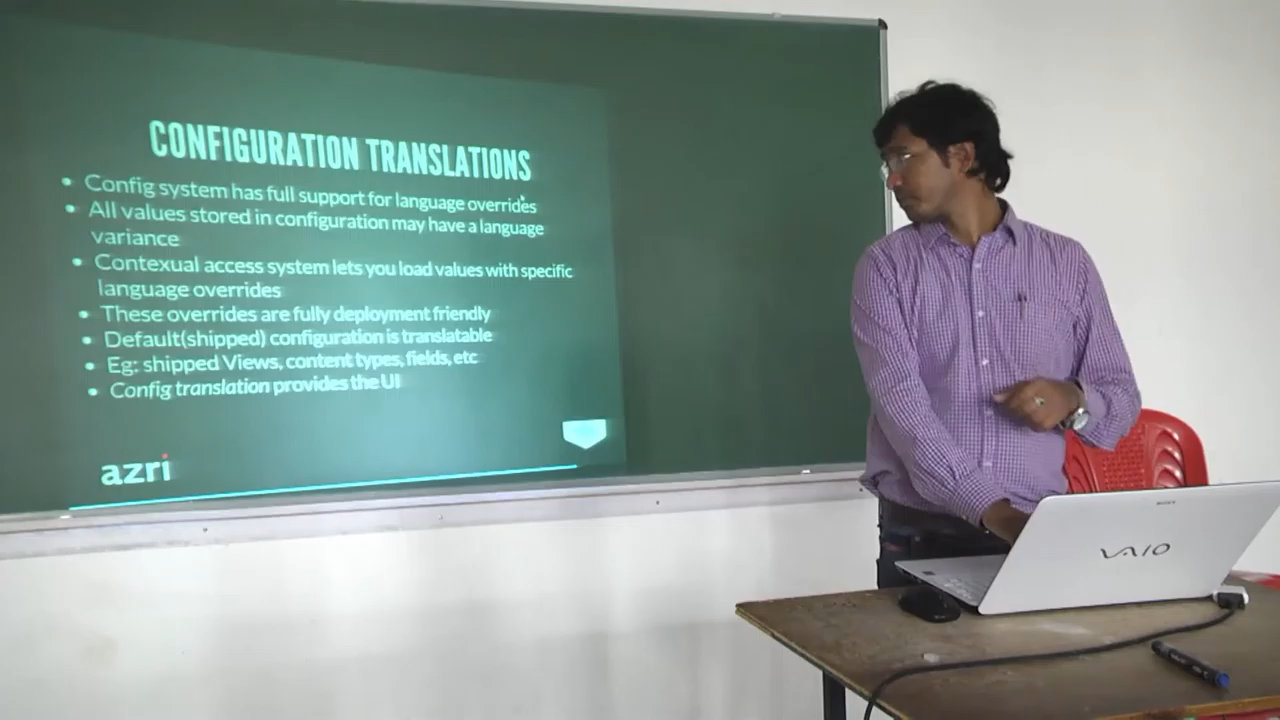 CONFIGURATION TRANSLATIONS
• Config system has full support for language overrides
• All values stored in configuration may have a language
variance
• Contexual access system lets you load values with specific
language overrides
• These overrides are fully deployment friendly
• Default(shipped) configuration is translatable
• Eg: shipped Views, content types, fields, etc
• Config translation provides the UI
azri
SONY
VAIO